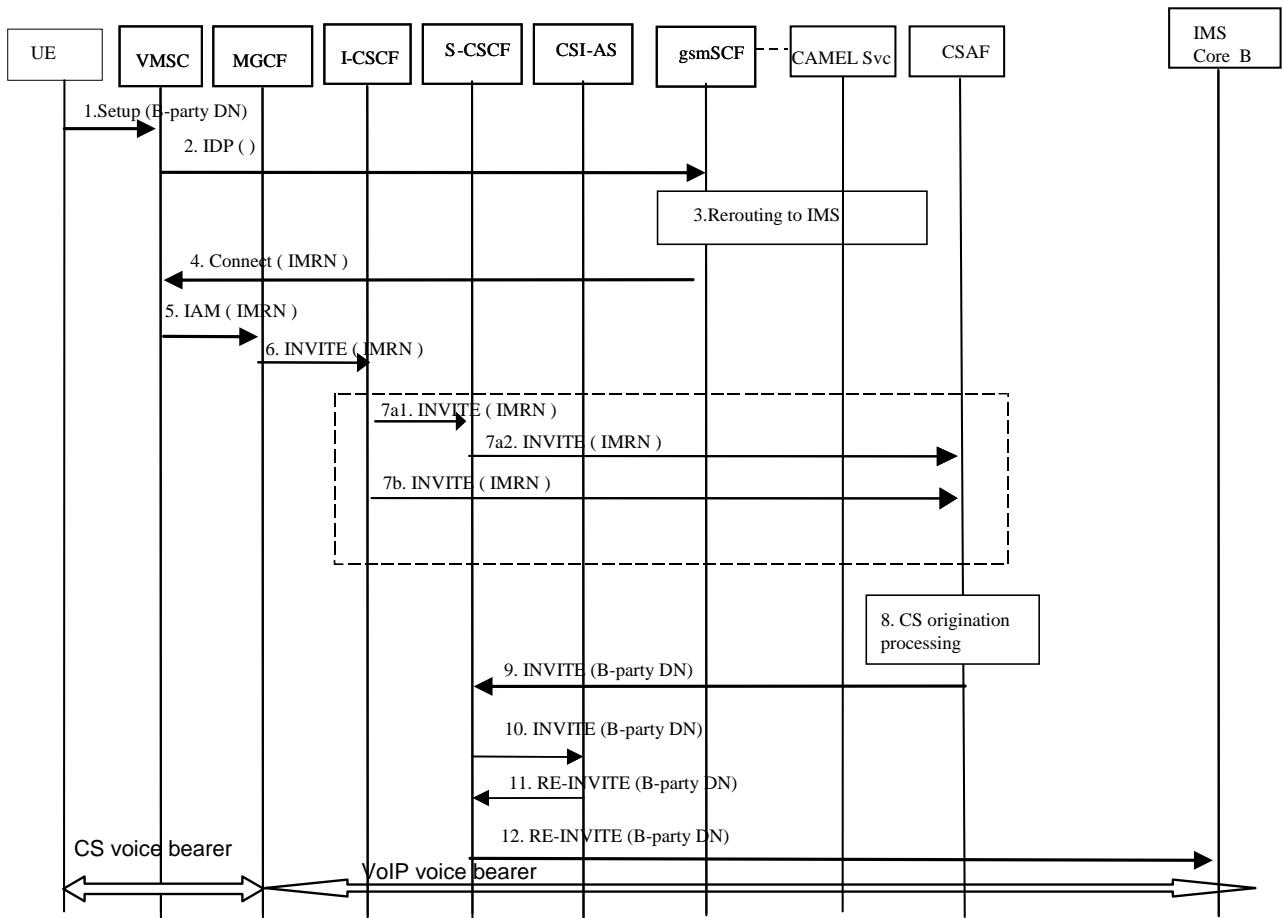 UE
VMSC
MGCF
I-CSCF
S-CSCF
CSI-AS
gsmSCF
CAMEL Svc
CSAF
IMS
Core B
1.Setup (B-party DN)
2. IDP ( )
3.Rerouting to IMS
4. Connect ( IMRN )
5. IAM ( IMRN )
6. INVITE ( IMRN )
7a1. INVITE ( IMRN )
7a2. INVITE ( IMRN )
7b. INVITE ( IMRN )
8. CS origination
processing
9. INVITE (B-party DN)
10. INVITE (B-party DN)
11. RE-INVITE (B-party DN)
12. RE-INVITE (B-party DN)
CS voice bearer
VoIP voice bearer